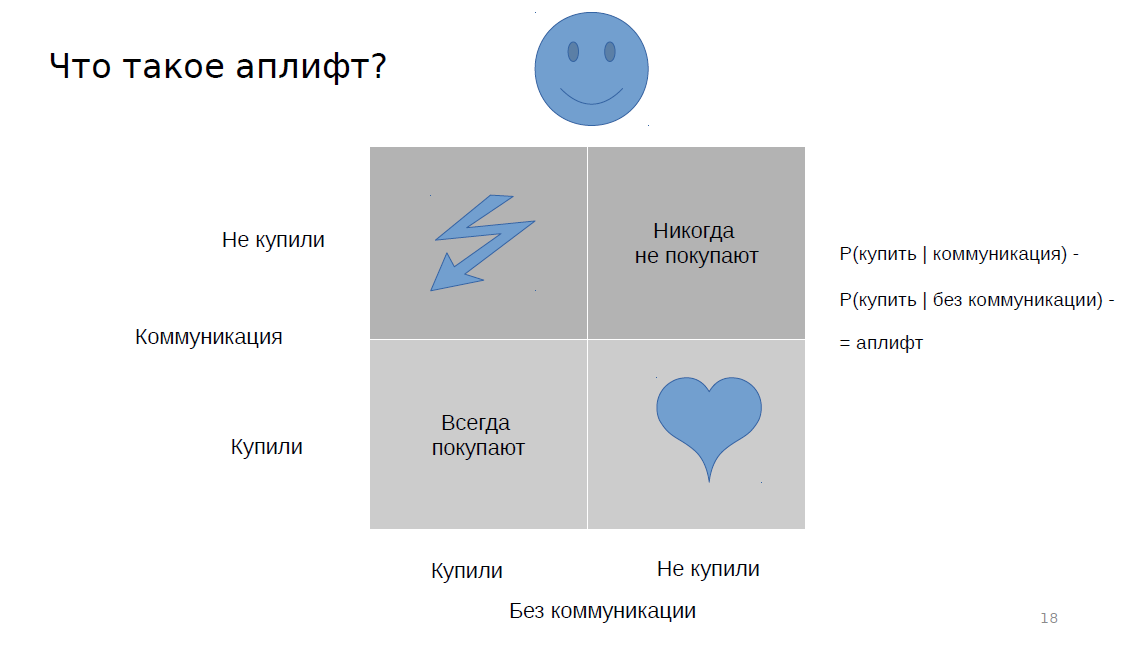 Что такое аплифт?
Не купили
Никогда
не покупают
P(купить | коммуникация) -
P(купить | без коммуникации) -
Коммуникация
= аплифт
Купили
Всегда
покупают
Купили
Не купили
Без коммуникации
18